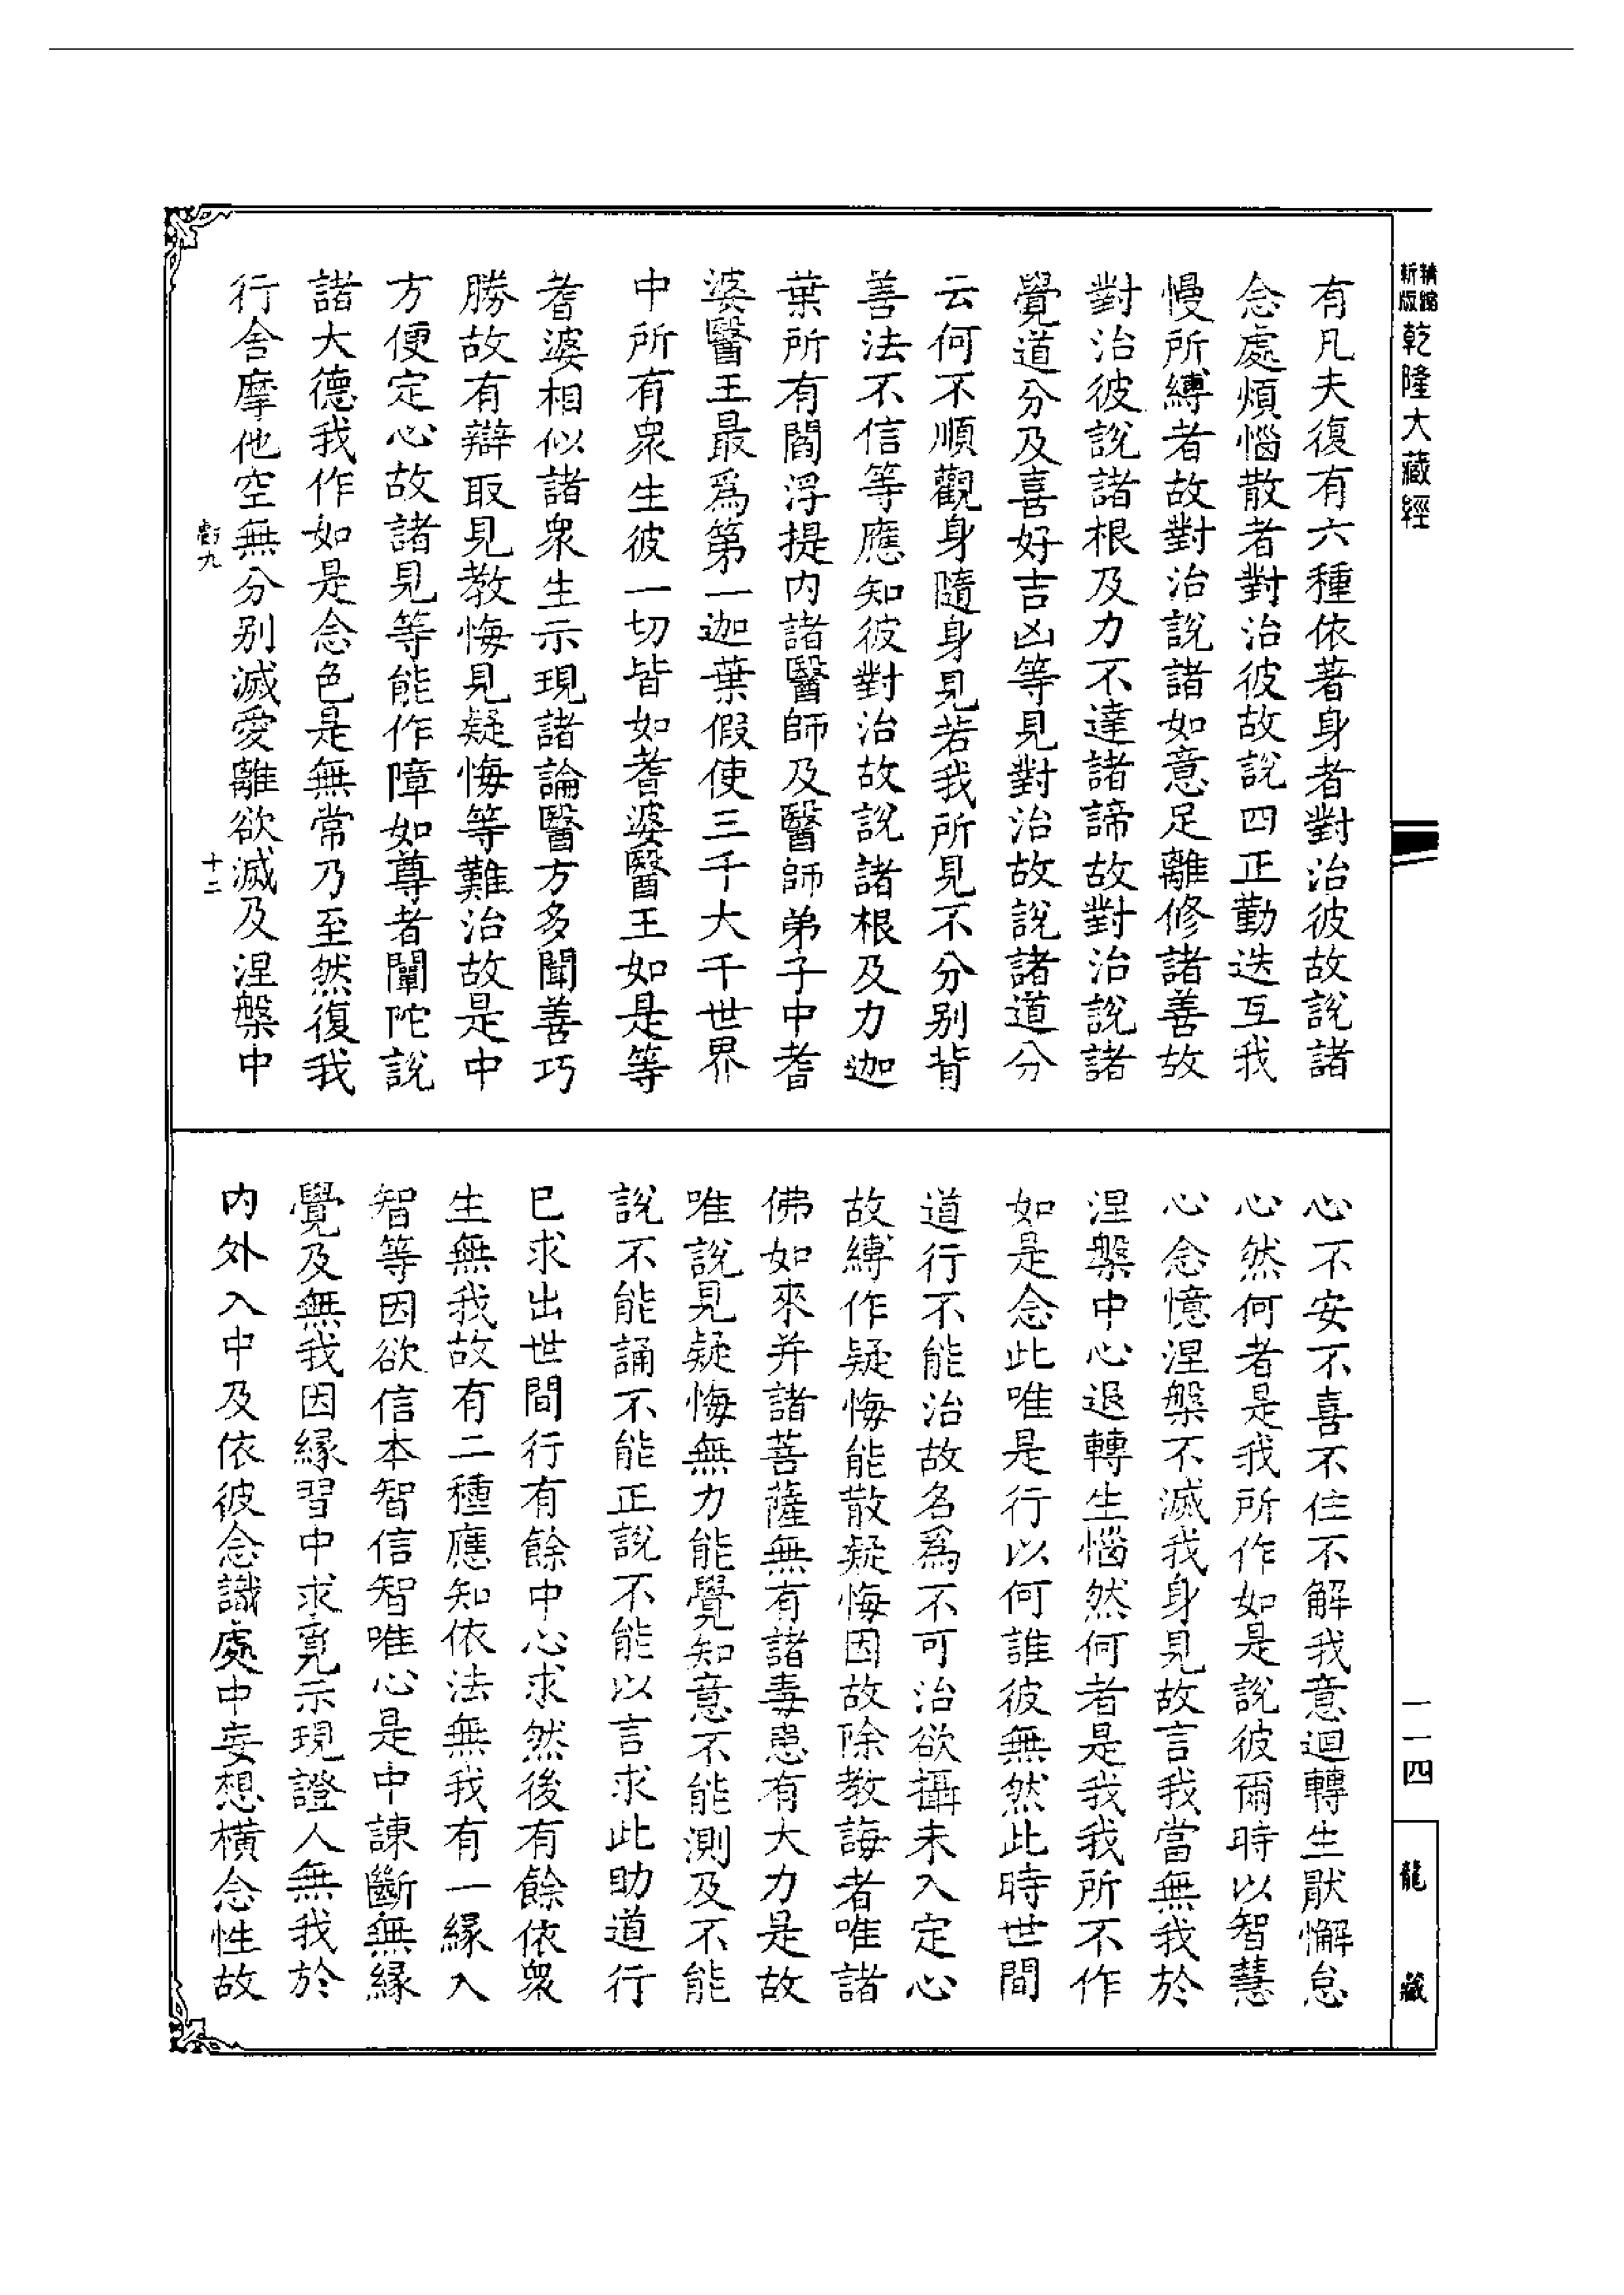 新版精縮乾隆大藏經
有凡夫復有六種依著身者對治彼故說諸
念處煩惱散者對治彼故說四正勤迭互我
慢所縛者故對治說諸如意足離修諸善故
對治彼說諸根及力不達諸諦故對治說諸
覺道分及喜好吉凶等見對治故說諸道分
云何不順觀身隨身見若我所見不分別背
善法不信等應知彼對治故說諸根及力迦
葉所有閻浮提内諸醫師及醫師弟子中耆
婆醫王最爲第一迦葉假使三千大千世界
中所有衆生彼一切皆如耆婆醫王如是等
耆婆相似諸衆生示現諸論醫方多聞善巧
勝故有辯取見教悔見疑悔等難治故是中
方便定心故諸見等能作障如尊者闡陀說
諸大德我作如是念色是無常乃至然復我
行舍摩他空無分別滅愛離欲滅及涅槃中
虧九 十二
心不安不喜不住不解我意迴轉生猒懈怠
心然何者是我所作如是說彼爾時以智慧
心念憶涅槃不滅我身見故言我當無我於
涅槃中心退轉生惱然何者是我我所不作
如是念此唯是行以何誰彼無然此時世間
道行不能治故名爲不可治欲攝未入定心
故縛作疑悔能散疑悔因故除教誨者唯諸
佛如來并諸菩薩無有諸毒患有大力是故
唯說見疑悔無力能覺知意不能測及不能
說不能誦不能正說不能以言求此助道行
已求出世間行有餘中心求然後有餘依衆
生無我故有二種應知依法無我有一緣入
智等因欲信本智信智唯心是中諫斷無緣
覺及無我因緣習中求覓示現證人無我於
内外入中及依彼念識處中妄想橫念性故
一一四
龍藏